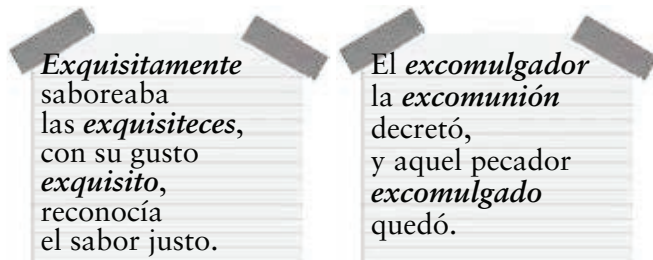 Exquisitamente
saboreaba
las exquisiteces,
con su gusto
exquisito,
reconocía
el sabor justo.
El excomulgador
la excomunión
decretó,
y aquel pecador
excomulgado
quedó.